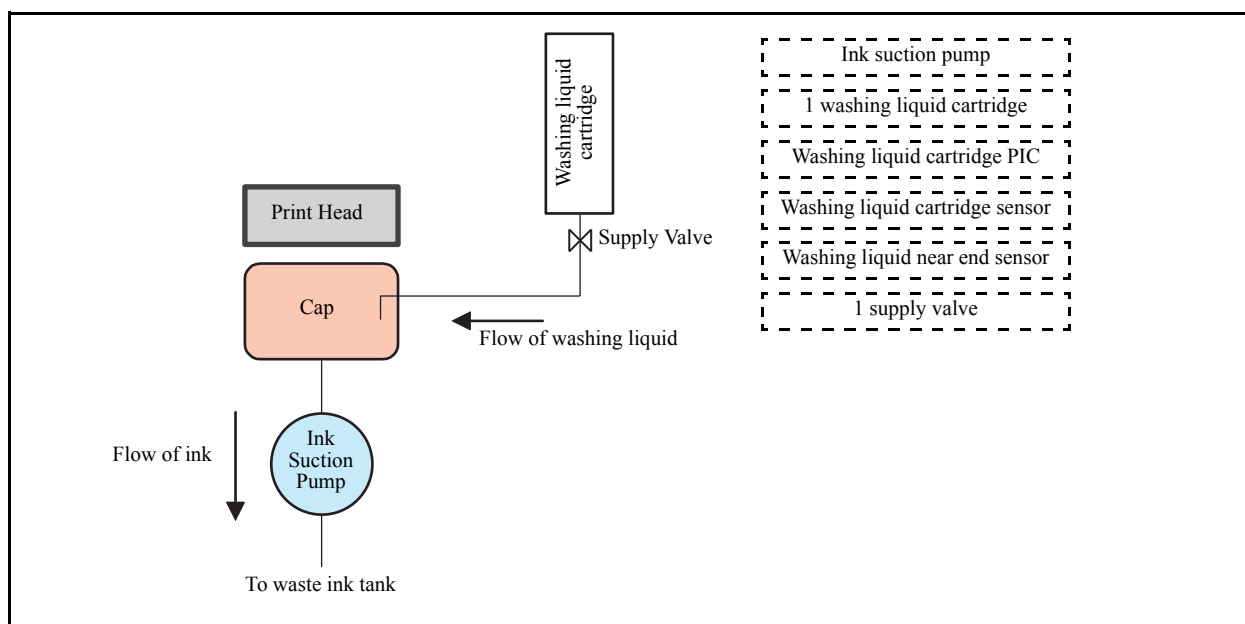 Washing liquid
cartridge
Print Head
Supply Valve
Cap
Flow of washing liquid
Flow of ink
Ink
Suction
Pump
To waste ink tank
Ink suction pump
1 washing liquid cartridge
Washing liquid cartridge PIC
Washing liquid cartridge sensor
Washing liquid near end sensor
1 supply valve